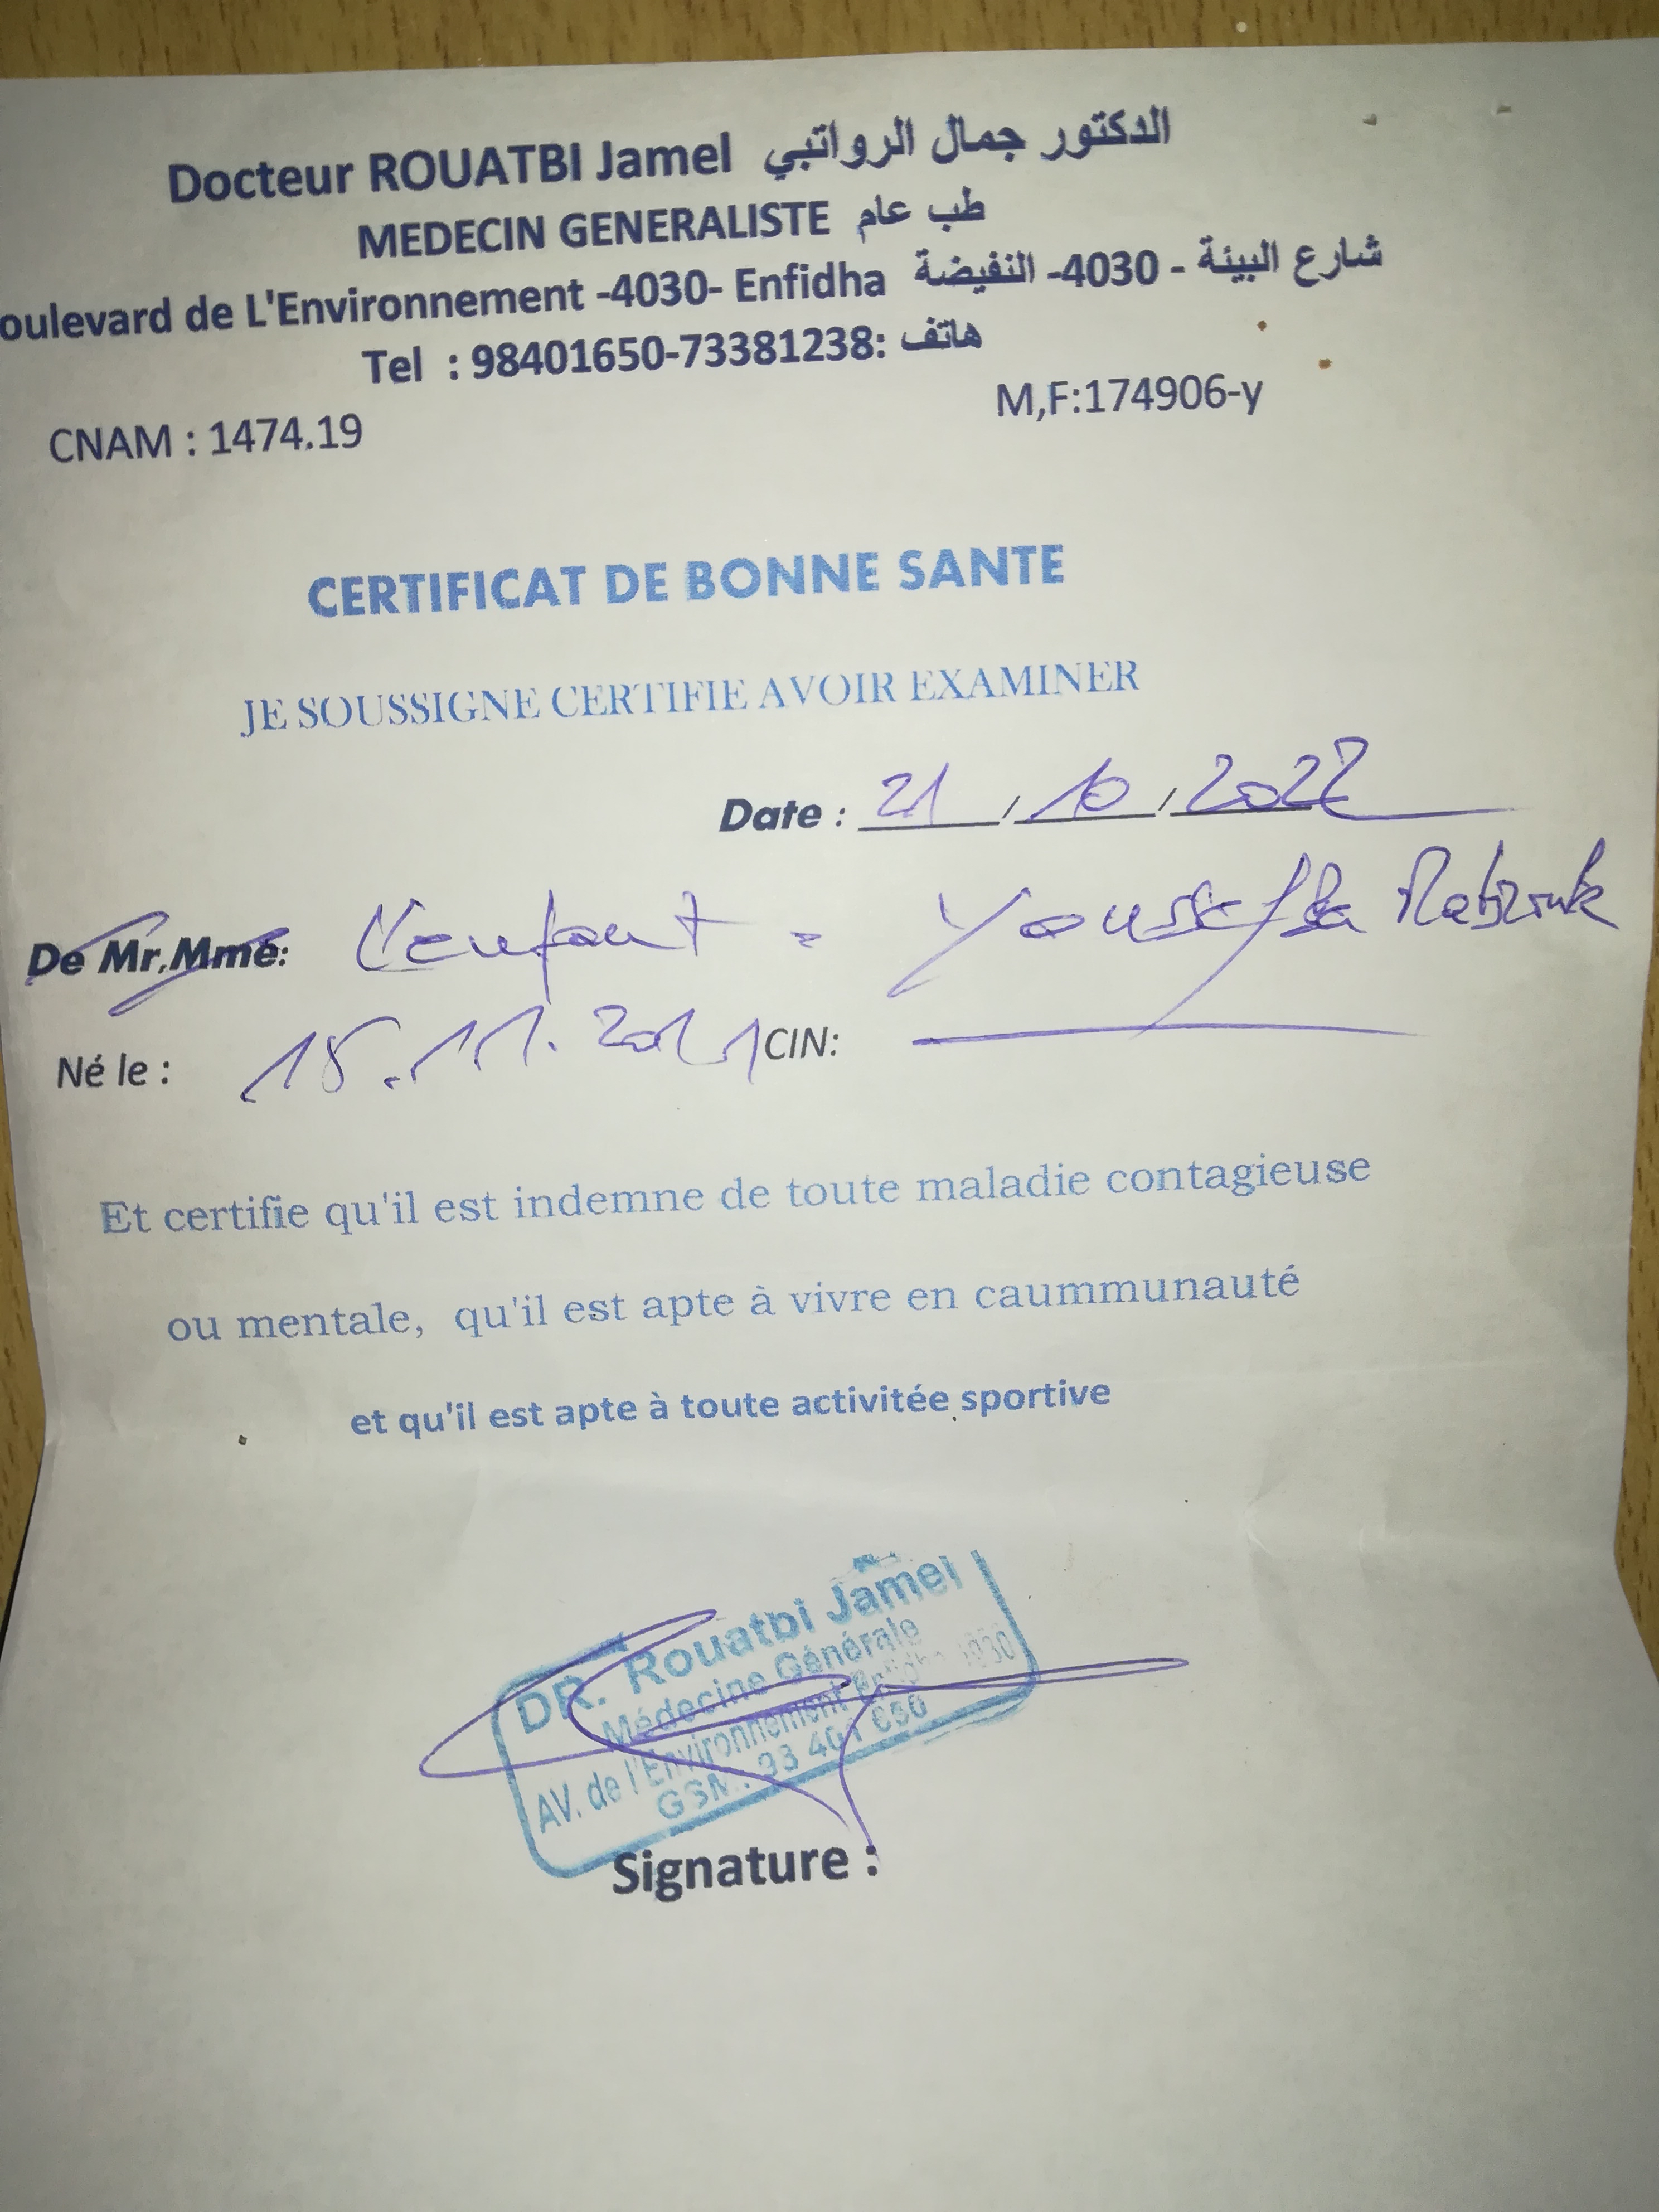 Docteur ROUATBI Jamel الدكتور جمال الرواتبي
MEDECIN GENERALISTE طب عام
oulevard de L'Environnement -4030- Enfidha شارع البيئة - 4030- النفيضة
Tel : 98401650-73381238: هاتف
CNAM : 1474.19 M,F:174906-y
CERTIFICAT DE BONNE SANTE
JE SOUSSIGNE CERTIFIE AVOIR EXAMINER
Date : 21 / 10 / 2022
De Mr,Mme: L'enfant Youssef
Né le : CIN:
Et certifie qu'il est indemne de toute maladie contagieuse
ou mentale, qu'il est apte à vivre en caummunauté
et qu'il est apte à toute activitée sportive
DR. Rouatbi Jamel
Médecine Générale
AV. de l'Environnement Enfidha 4030
GSM :
Signature :